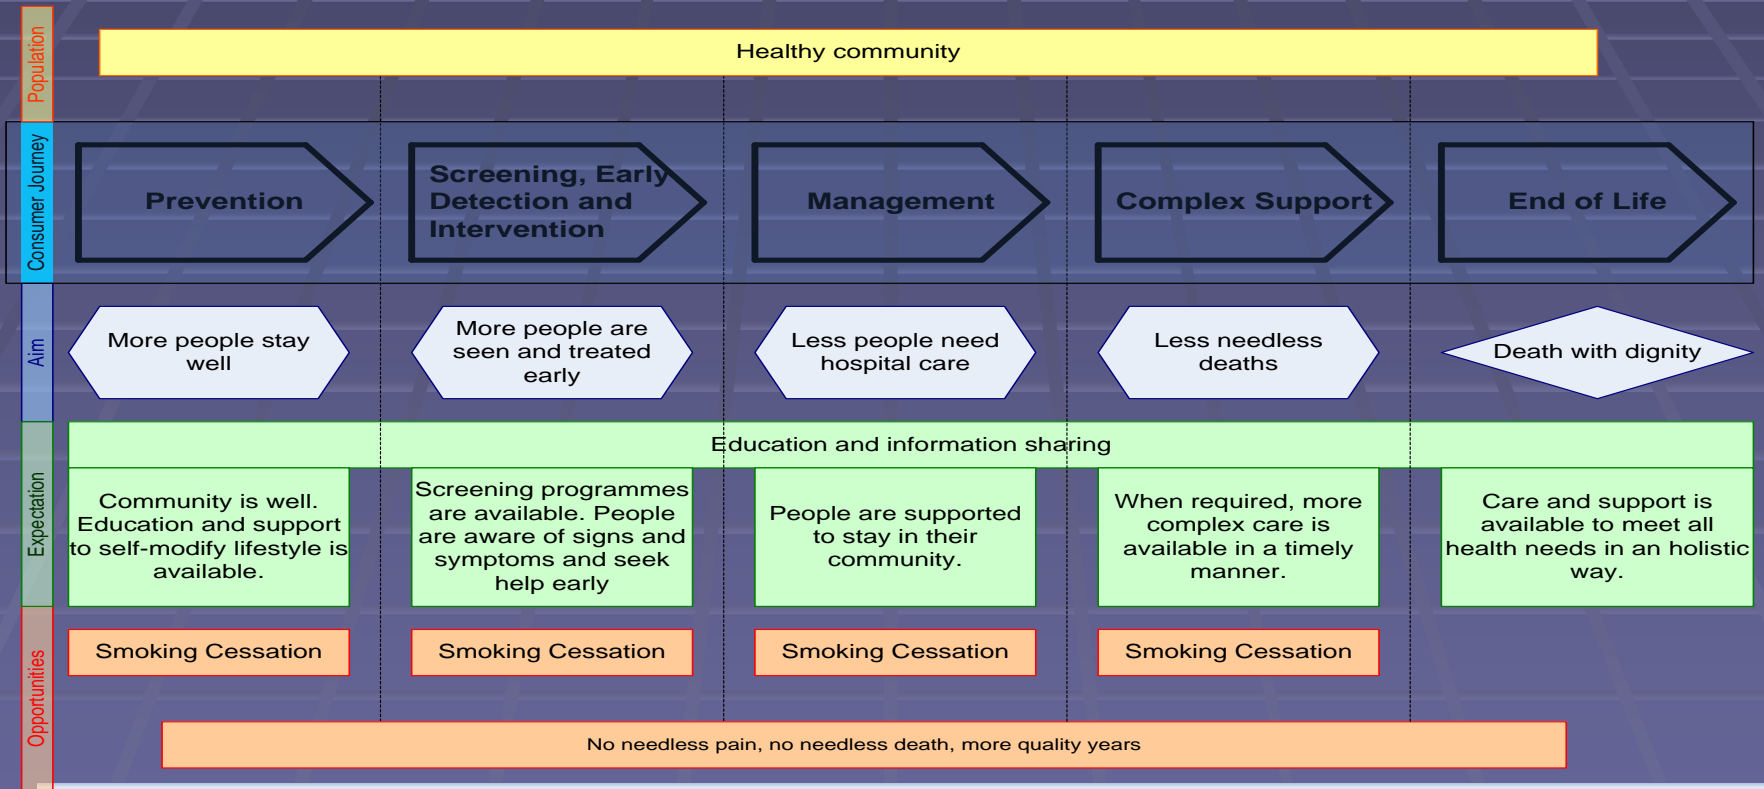 Population
Healthy community
Consumer Journey
Prevention
Screening, Early
Detection and
Intervention
Management
Complex Support
End of Life
Aim
More people stay
well
More people are
seen and treated
early
Less people need
hospital care
Less needless
deaths
Death with dignity
Expectation
Education and information sharing
Community is well.
Education and support
to self-modify lifestyle is
available.
Screening programmes
are available. People
are aware of signs and
symptoms and seek
help early
People are supported
to stay in their
community.
When required, more
complex care is
available in a timely
manner.
Care and support is
available to meet all
health needs in an holistic
way.
Opportunities
Smoking Cessation
Smoking Cessation
Smoking Cessation
Smoking Cessation
No needless pain, no needless death, more quality years